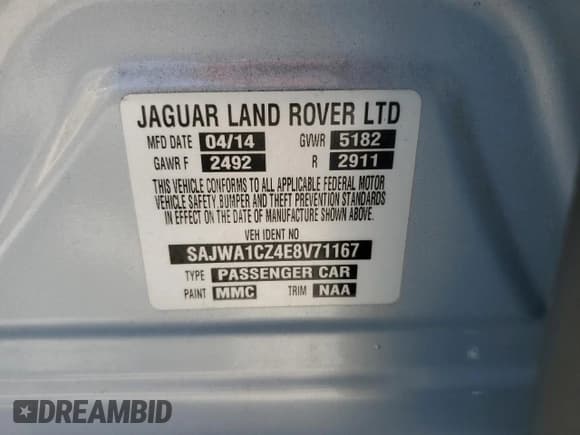 JAGUAR LAND ROVER LTD
MFD DATE 04/14 GVWR 5182
GAWR F 2492 R 2911
THIS VEHICLE CONFORMS TO ALL APPLICABLE FEDERAL MOTOR
VEHICLE SAFETY, BUMPER AND THEFT PREVENTION STANDARDS
IN EFFECT ON THE DATE OF MANUFACTURE SHOWN ABOVE.
VEH IDENT NO
SAJWA1CZ4E8V71167
TYPE PASSENGER CAR
PAINT MMC TRIM NAA
DREAMBID